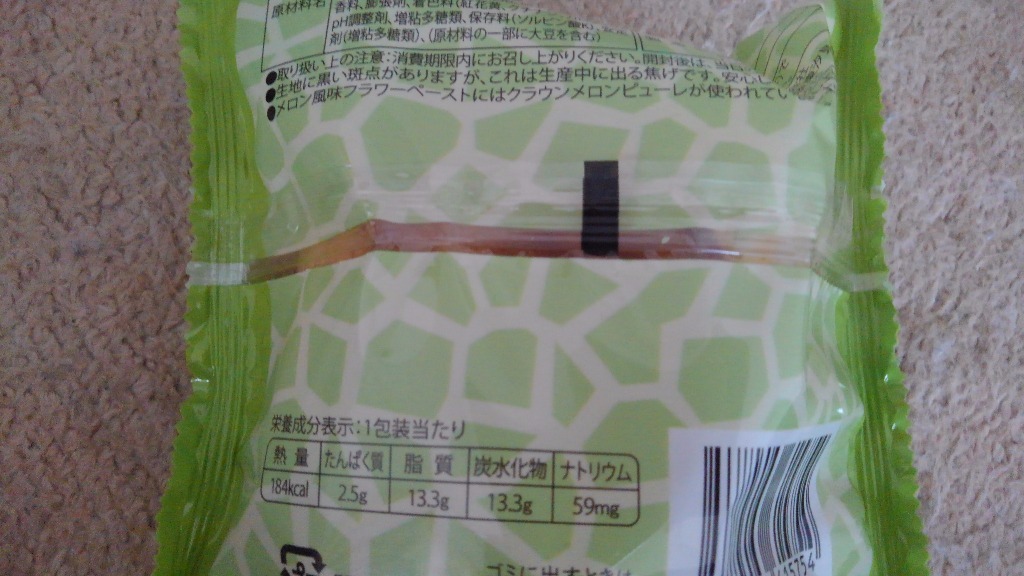 原材料名
香料、膨張剤、着色料(紅花黄、
pH調整剤、増粘多糖類、保存料(ソルビン酸
剤(増粘多糖類)、(原材料の一部に大豆を含む)
●取り扱い上の注意:消費期限内にお召し上がりください。開封後は
●生地に黒い斑点がありますが、これは生産中に出る焦げです。安心
●メロン風味フラワーペーストにはクラウンメロンピューレが使われてい
栄養成分表示:1包装当たり
熱量 たんぱく質 脂質 炭水化物 ナトリウム
184kcal 2.5g 13.3g 13.3g 59mg
ゴミに出すときは